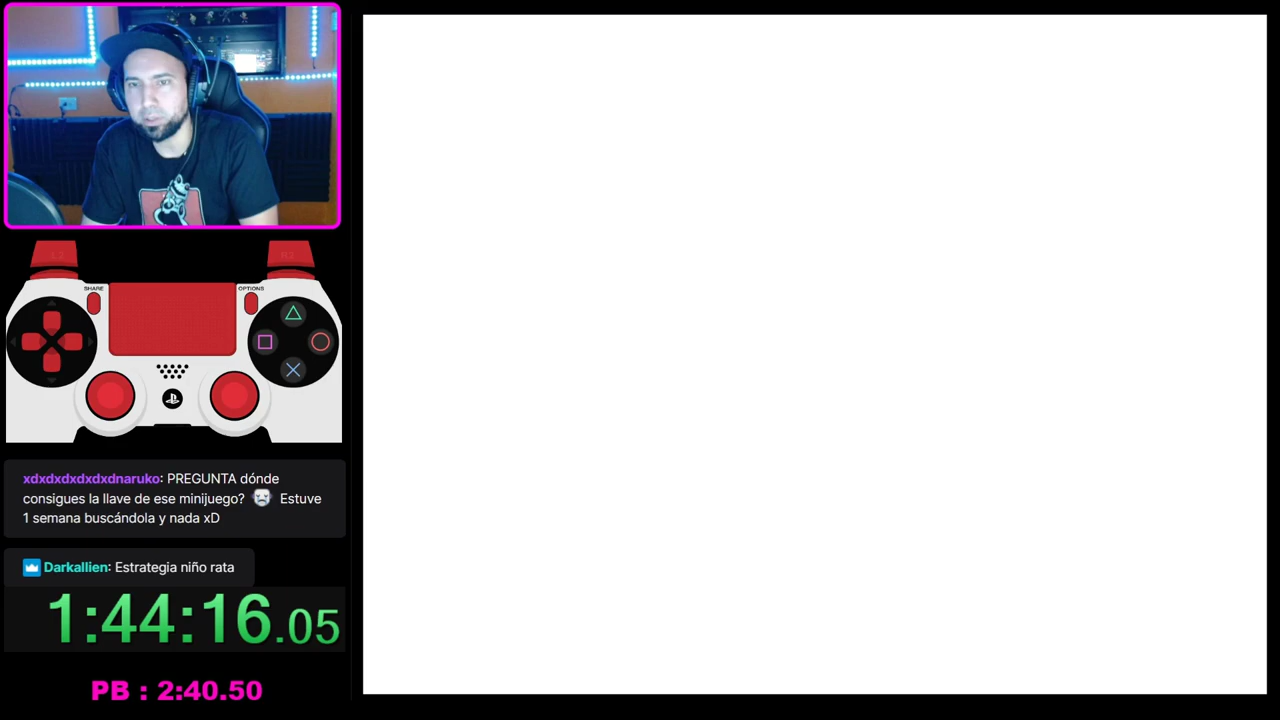 SHARE
OPTIONS
xdxdxdxdxdxdnaruko: PREGUNTA dónde
consigues la llave de ese minijuego? Estuve
1 semana buscándola y nada xD
Darkallien: Estrategia niño rata
1:44:16.05
PB : 2:40.50